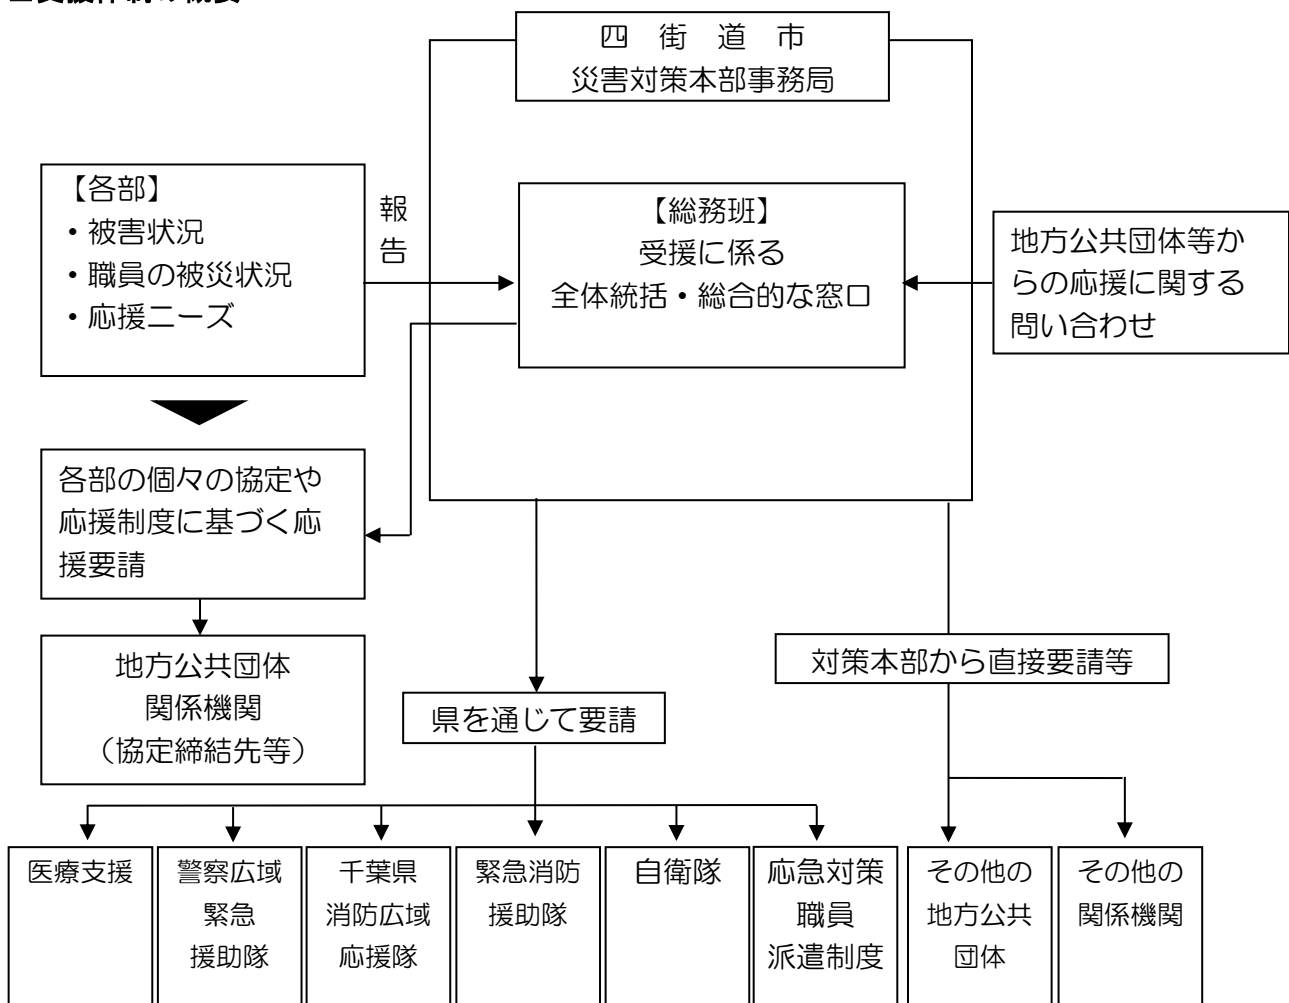 四 街 道 市
災害対策本部事務局
【各部】
・被害状況
・職員の被災状況
・応援ニーズ
報
告
【総務班】
受援に係る
全体統括・総合的な窓口
地方公共団体等か
らの応援に関する
問い合わせ
各部の個々の協定や
応援制度に基づく応
援要請
地方公共団体
関係機関
（協定締結先等）
県を通じて要請
対策本部から直接要請等
医療支援
警察広域
緊急
援助隊
千葉県
消防広域
応援隊
緊急消防
援助隊
自衛隊
応急対策
職員
派遣制度
その他の
地方公共
団体
その他の
関係機関